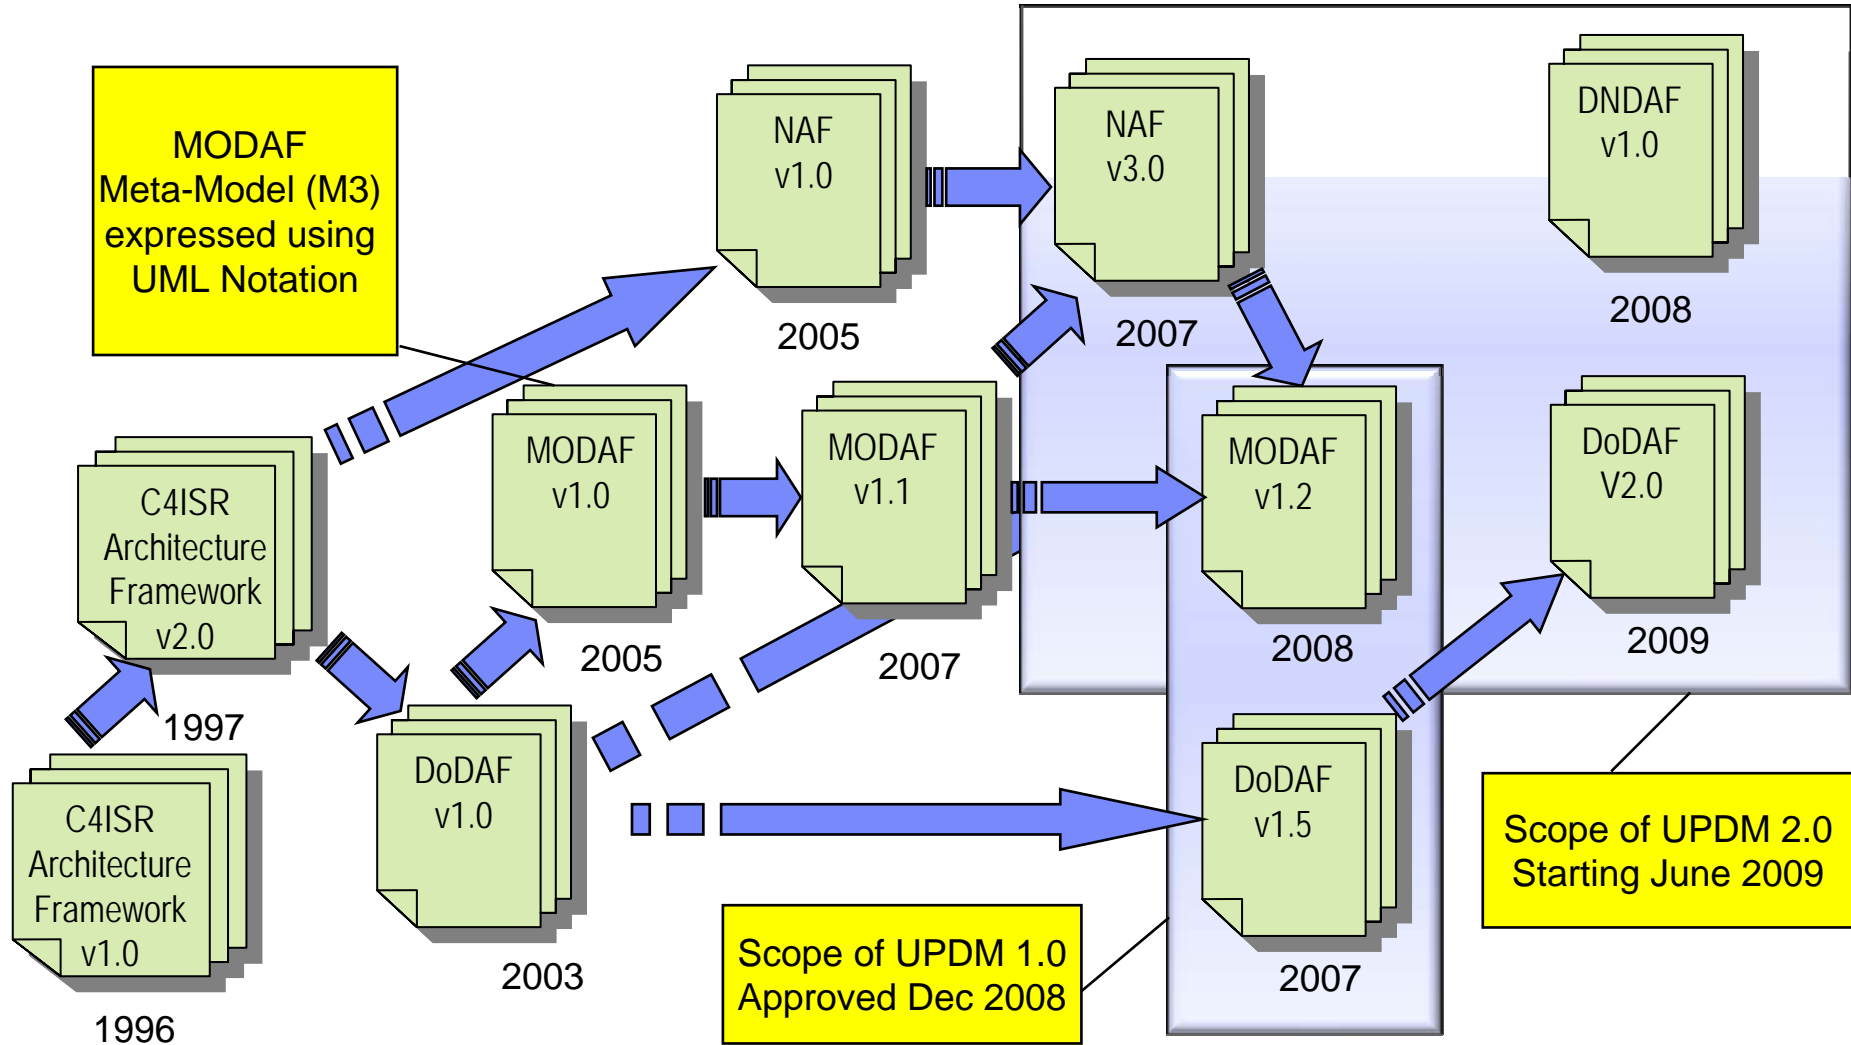 MODAF
Meta-Model (M3)
expressed using
UML Notation
NAF
v1.0
2005
NAF
v3.0
2007
DNDAF
v1.0
2008
C4ISR
Architecture
Framework
v2.0
1997
MODAF
v1.0
2005
MODAF
v1.1
2007
MODAF
v1.2
2008
DoDAF
V2.0
2009
C4ISR
Architecture
Framework
v1.0
1996
DoDAF
v1.0
2003
DoDAF
v1.5
2007
Scope of UPDM 1.0
Approved Dec 2008
Scope of UPDM 2.0
Starting June 2009